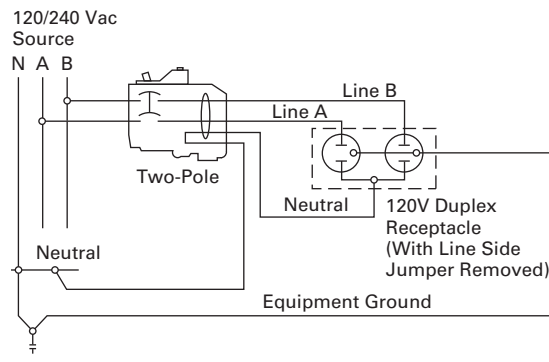 120/240 Vac
Source
N A B
Line B
Line A
Two-Pole
Neutral
120V Duplex
Receptacle
(With Line Side
Jumper Removed)
Neutral
Equipment Ground